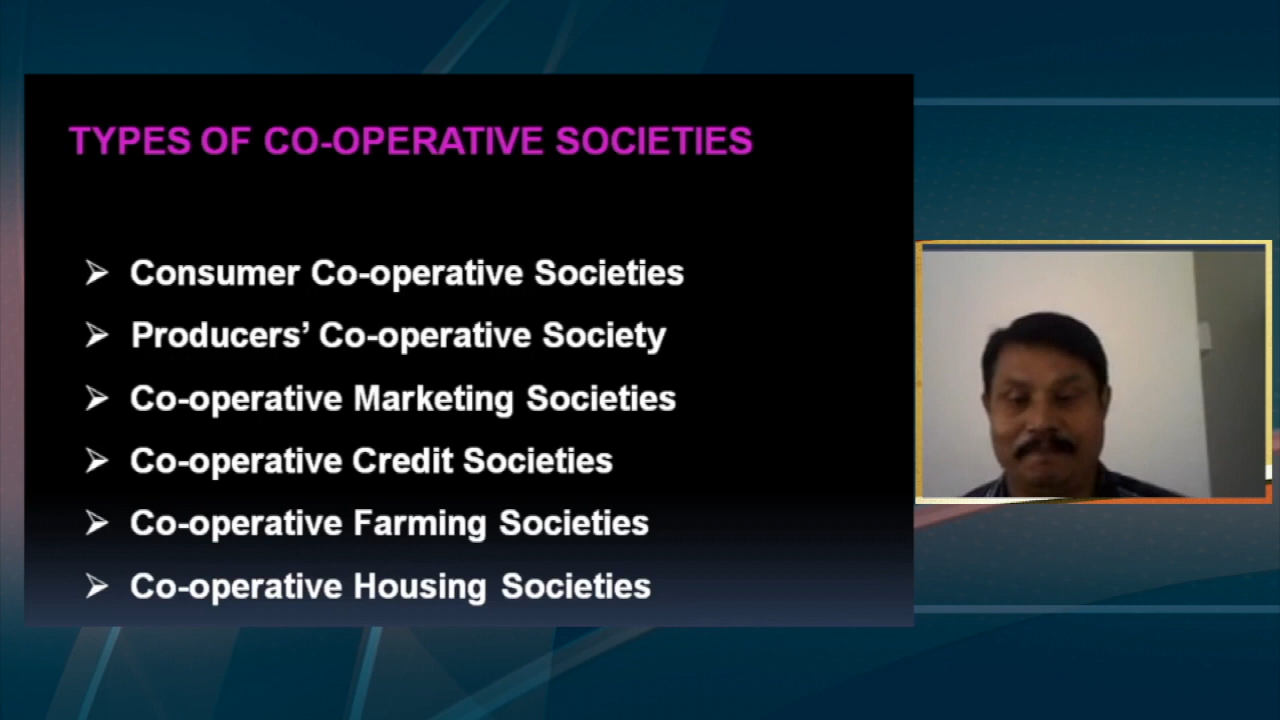 TYPES OF CO-OPERATIVE SOCIETIES
➢ Consumer Co-operative Societies
➢ Producers’ Co-operative Society
➢ Co-operative Marketing Societies
➢ Co-operative Credit Societies
➢ Co-operative Farming Societies
➢ Co-operative Housing Societies